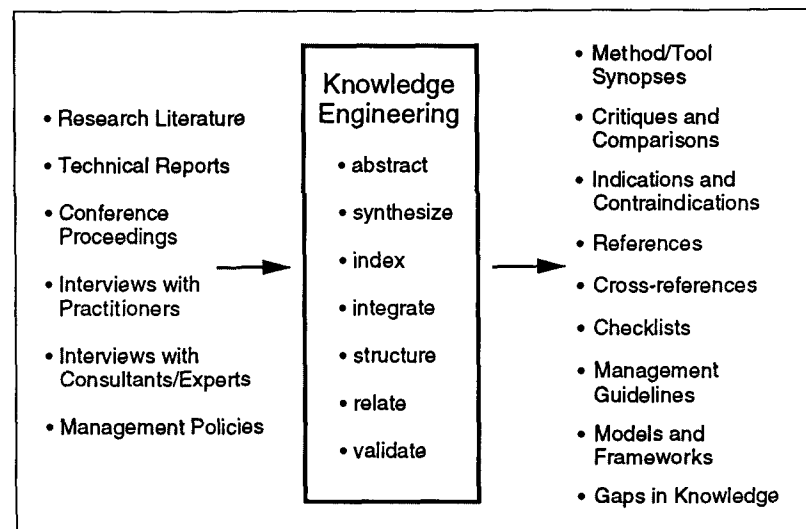 • Research Literature
• Technical Reports
• Conference
Proceedings
• Interviews with
Practitioners
• Interviews with
Consultants/Experts
• Management Policies
Knowledge
Engineering
• abstract
• synthesize
• index
• integrate
• structure
• relate
• validate
• Method/Tool
Synopses
• Critiques and
Comparisons
• Indications and
Contraindications
• References
• Cross-references
• Checklists
• Management
Guidelines
• Models and
Frameworks
• Gaps in Knowledge